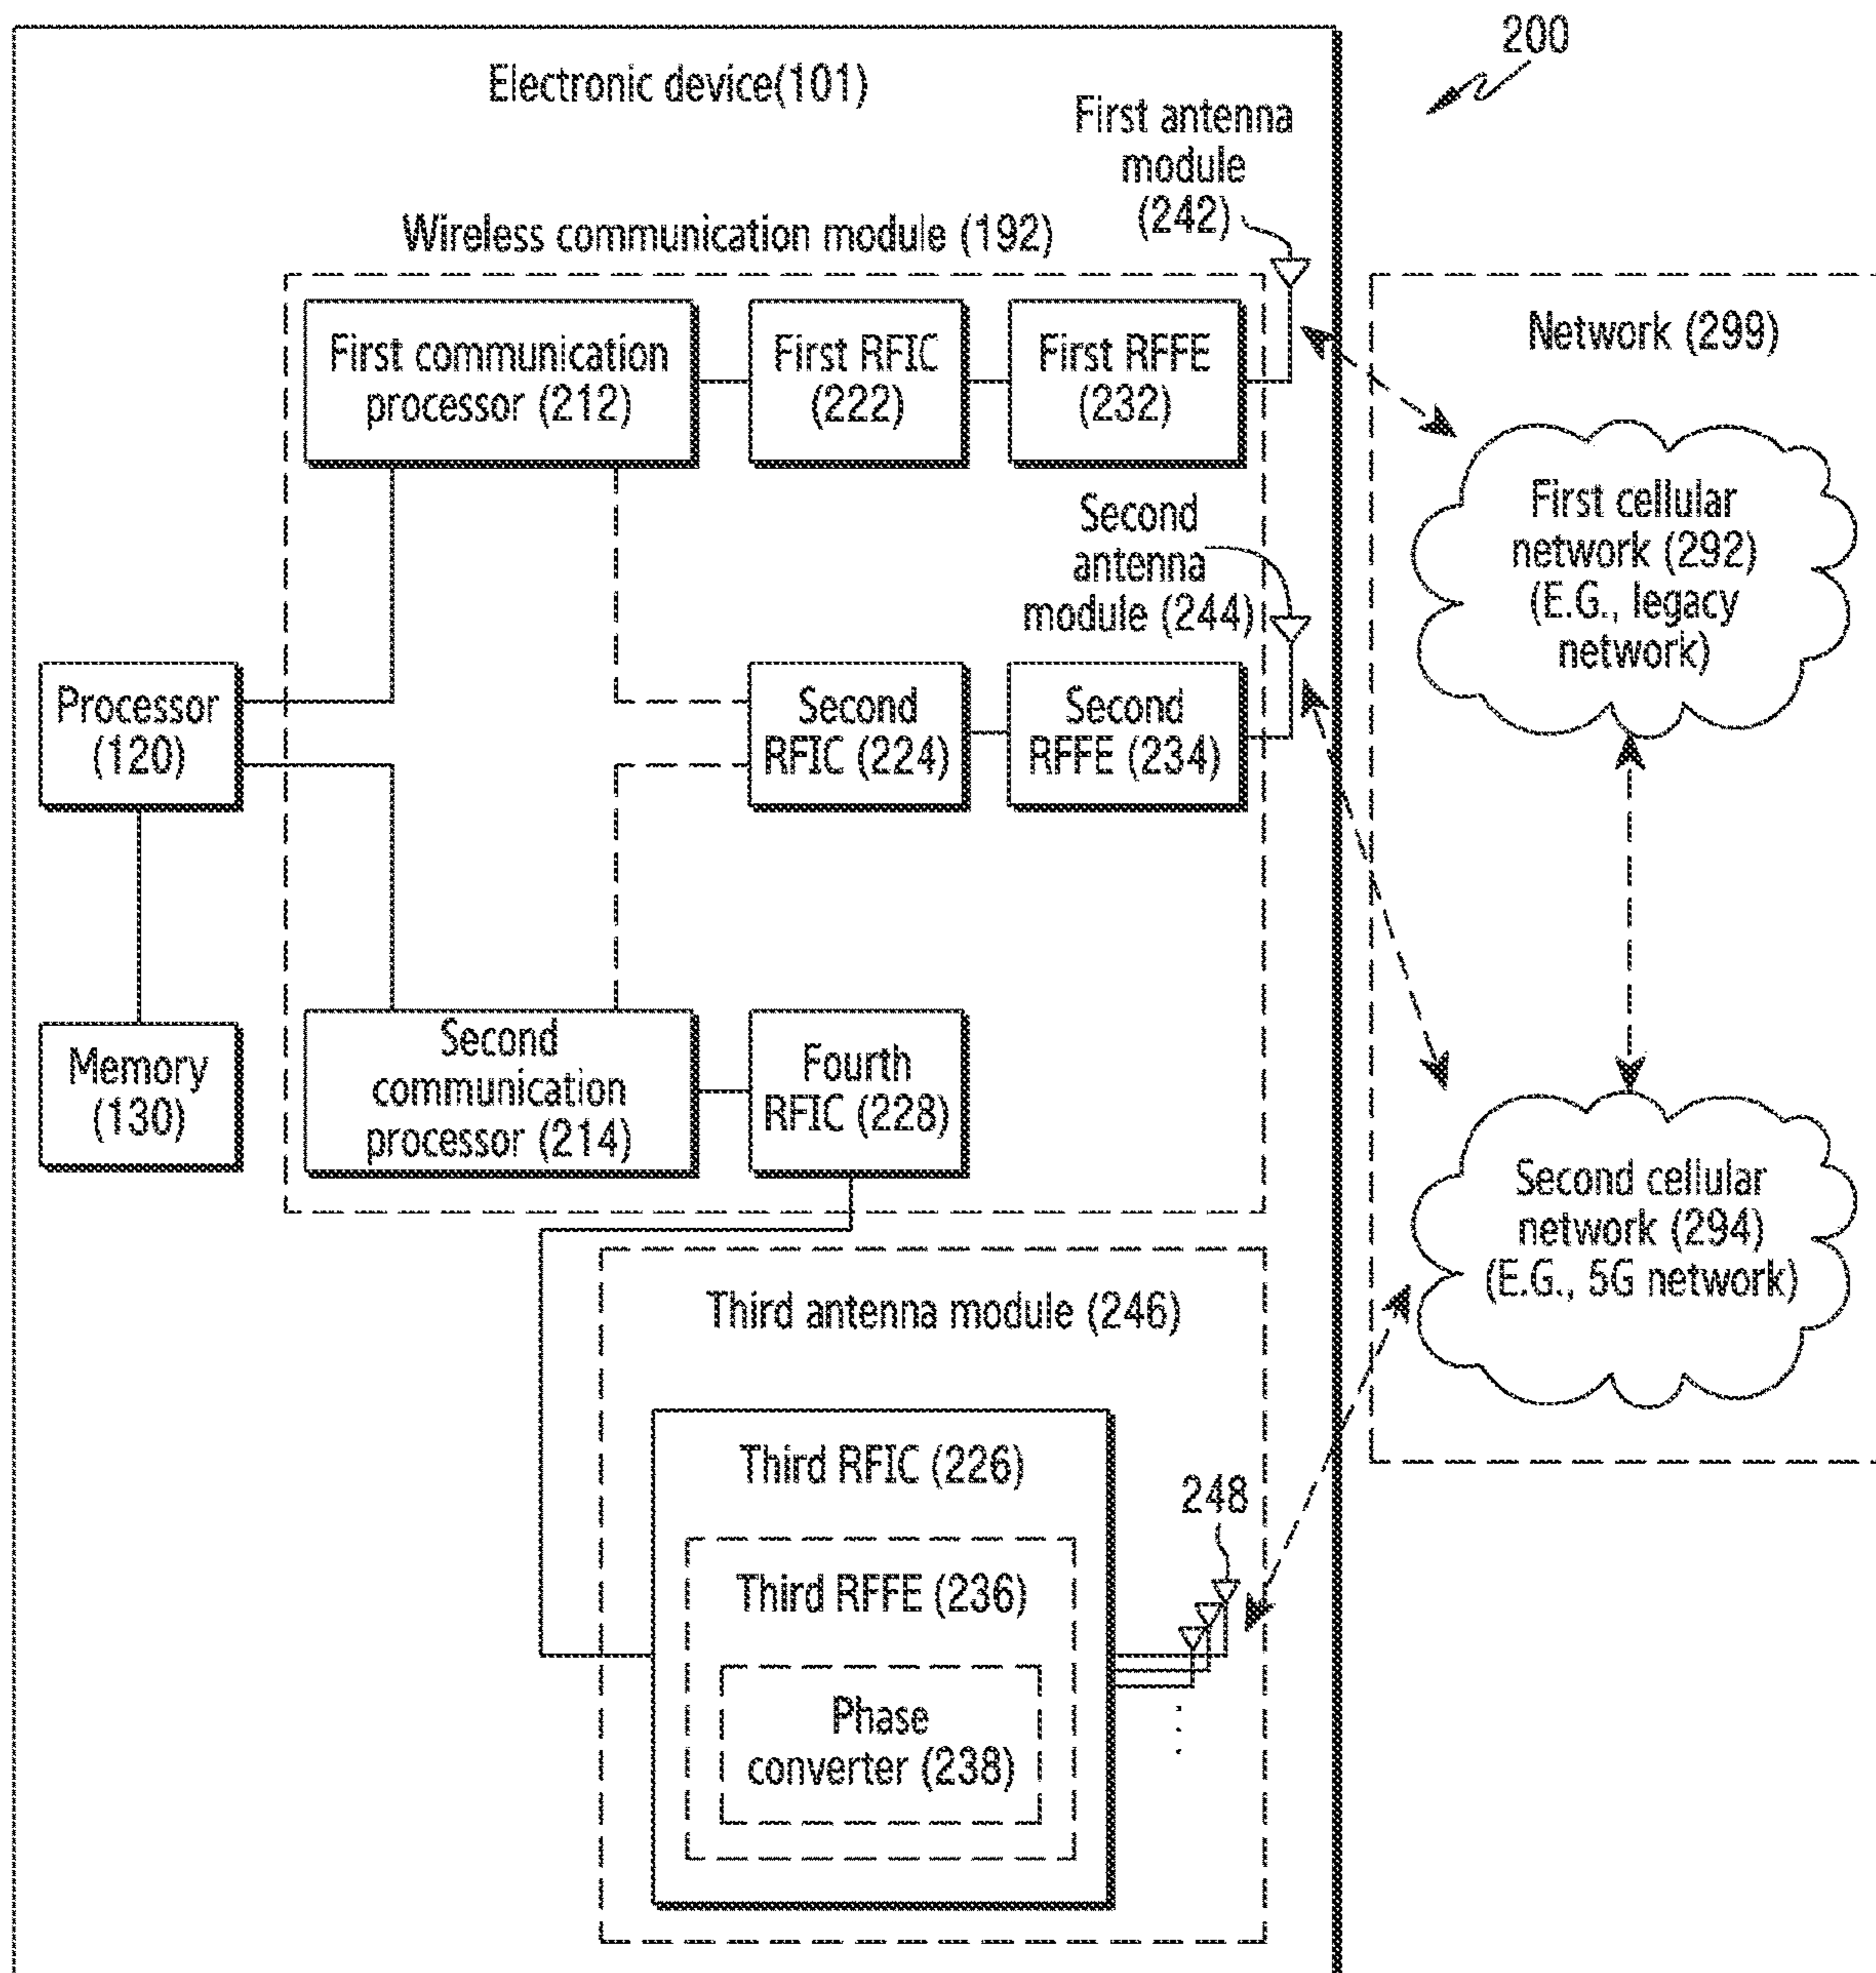 200
Electronic device(101)
First antenna
module
(242)
Wireless communication module (192)
First communication
processor (212)
First RFIC
(222)
First RFFE
(232)
Network (299)
First cellular
network (292)
(E.G., legacy
network)
Second
antenna
module (244)
Processor
(120)
Second
RFIC (224)
Second
RFFE (234)
Memory
(130)
Second
communication
processor (214)
Fourth
RFIC (228)
Second cellular
network (294)
(E.G., 5G network)
Third antenna module (246)
Third RFIC (226)
248
Third RFFE (236)
Phase
converter (238)